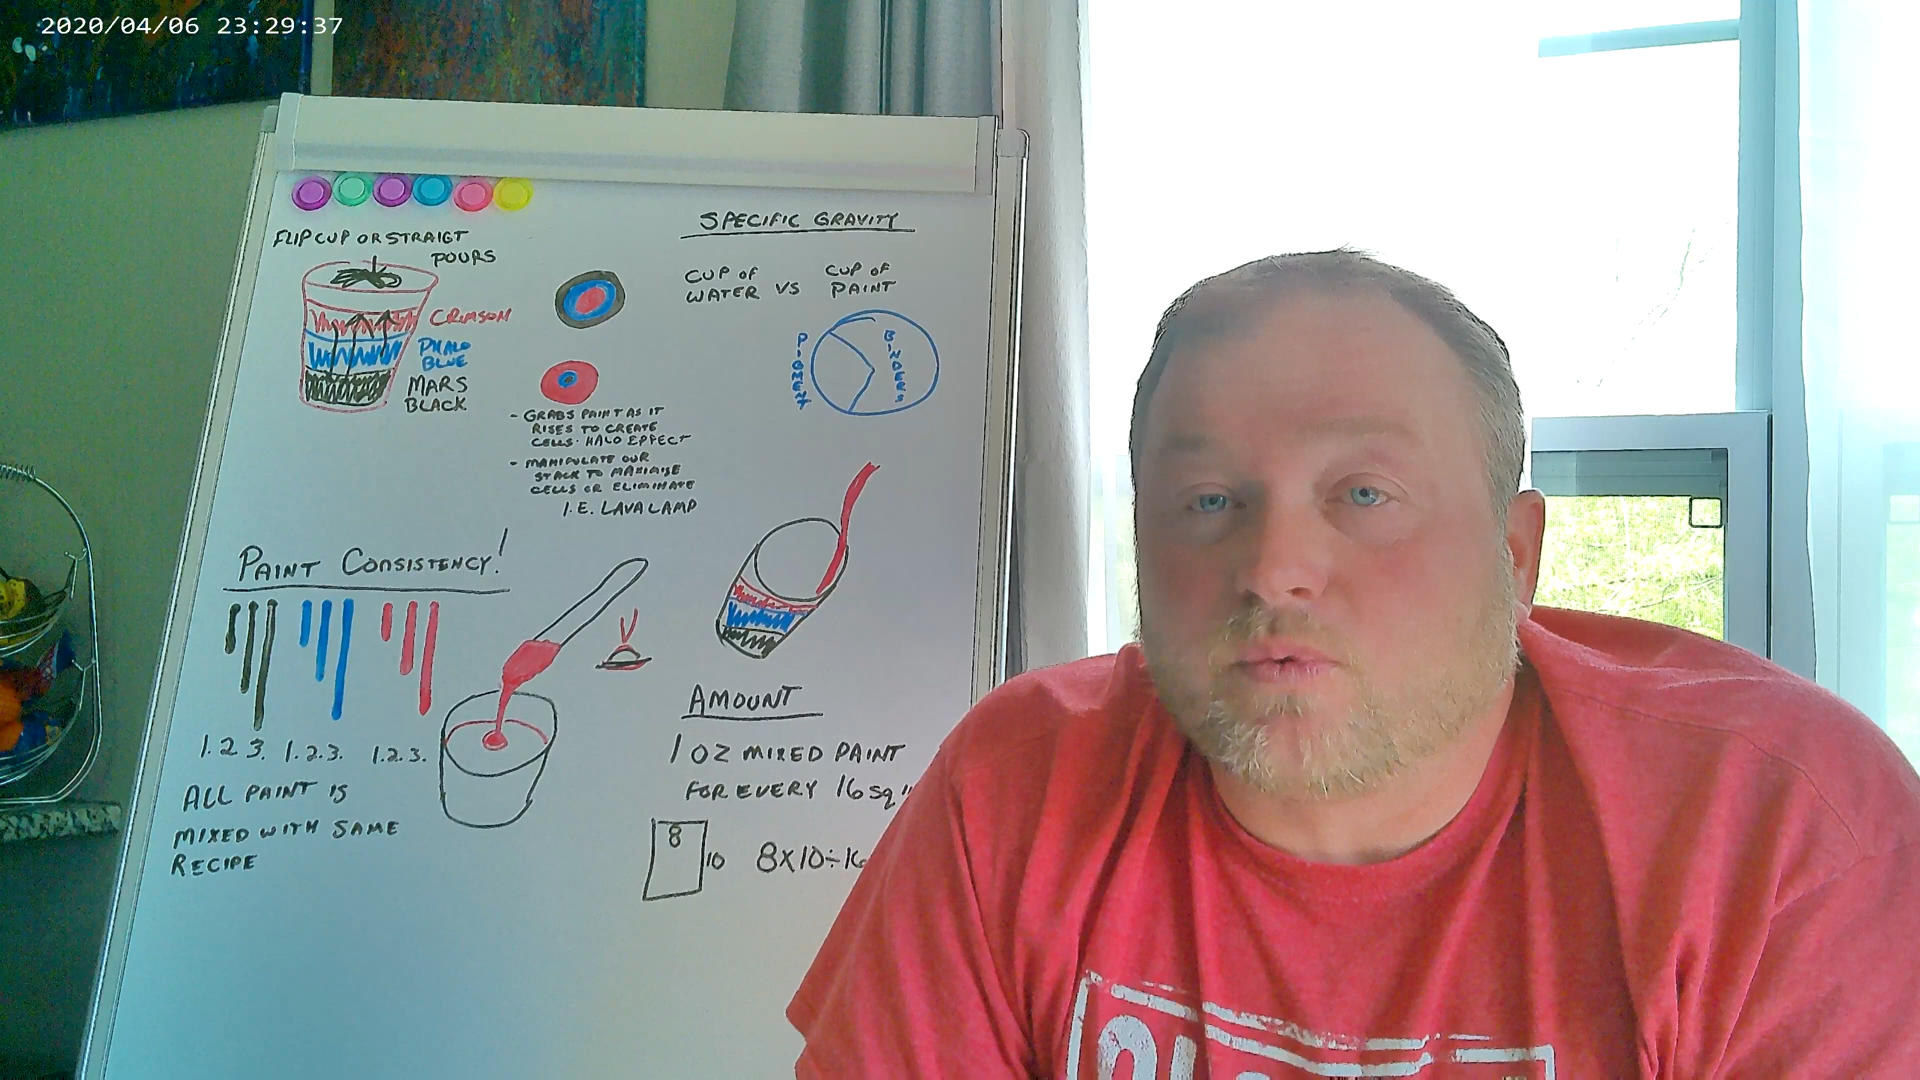 2020/04/06 23:29:37
FLIP CUP OR STRAIGT
POURS
CRIMSON
PHALO
BLUE
MARS
BLACK
- GRABS PAINT AS IT
RISES TO CREATE
CELLS. HALO EFFECT
- MANIPULATE OUR
STACK TO MAXIMISE
CELLS OR ELIMINATE
I.E. LAVA LAMP
SPECIFIC GRAVITY
CUP OF
WATER VS CUP OF
PAINT
PIGMENT
BINDERS
PAINT CONSISTENCY!
1. 2 3. 1. 2. 3. 1. 2. 3.
ALL PAINT IS
MIXED WITH SAME
RECIPE
AMOUNT
1 OZ MIXED PAINT
FOR EVERY 16 SQ "
8
10 8X10÷16